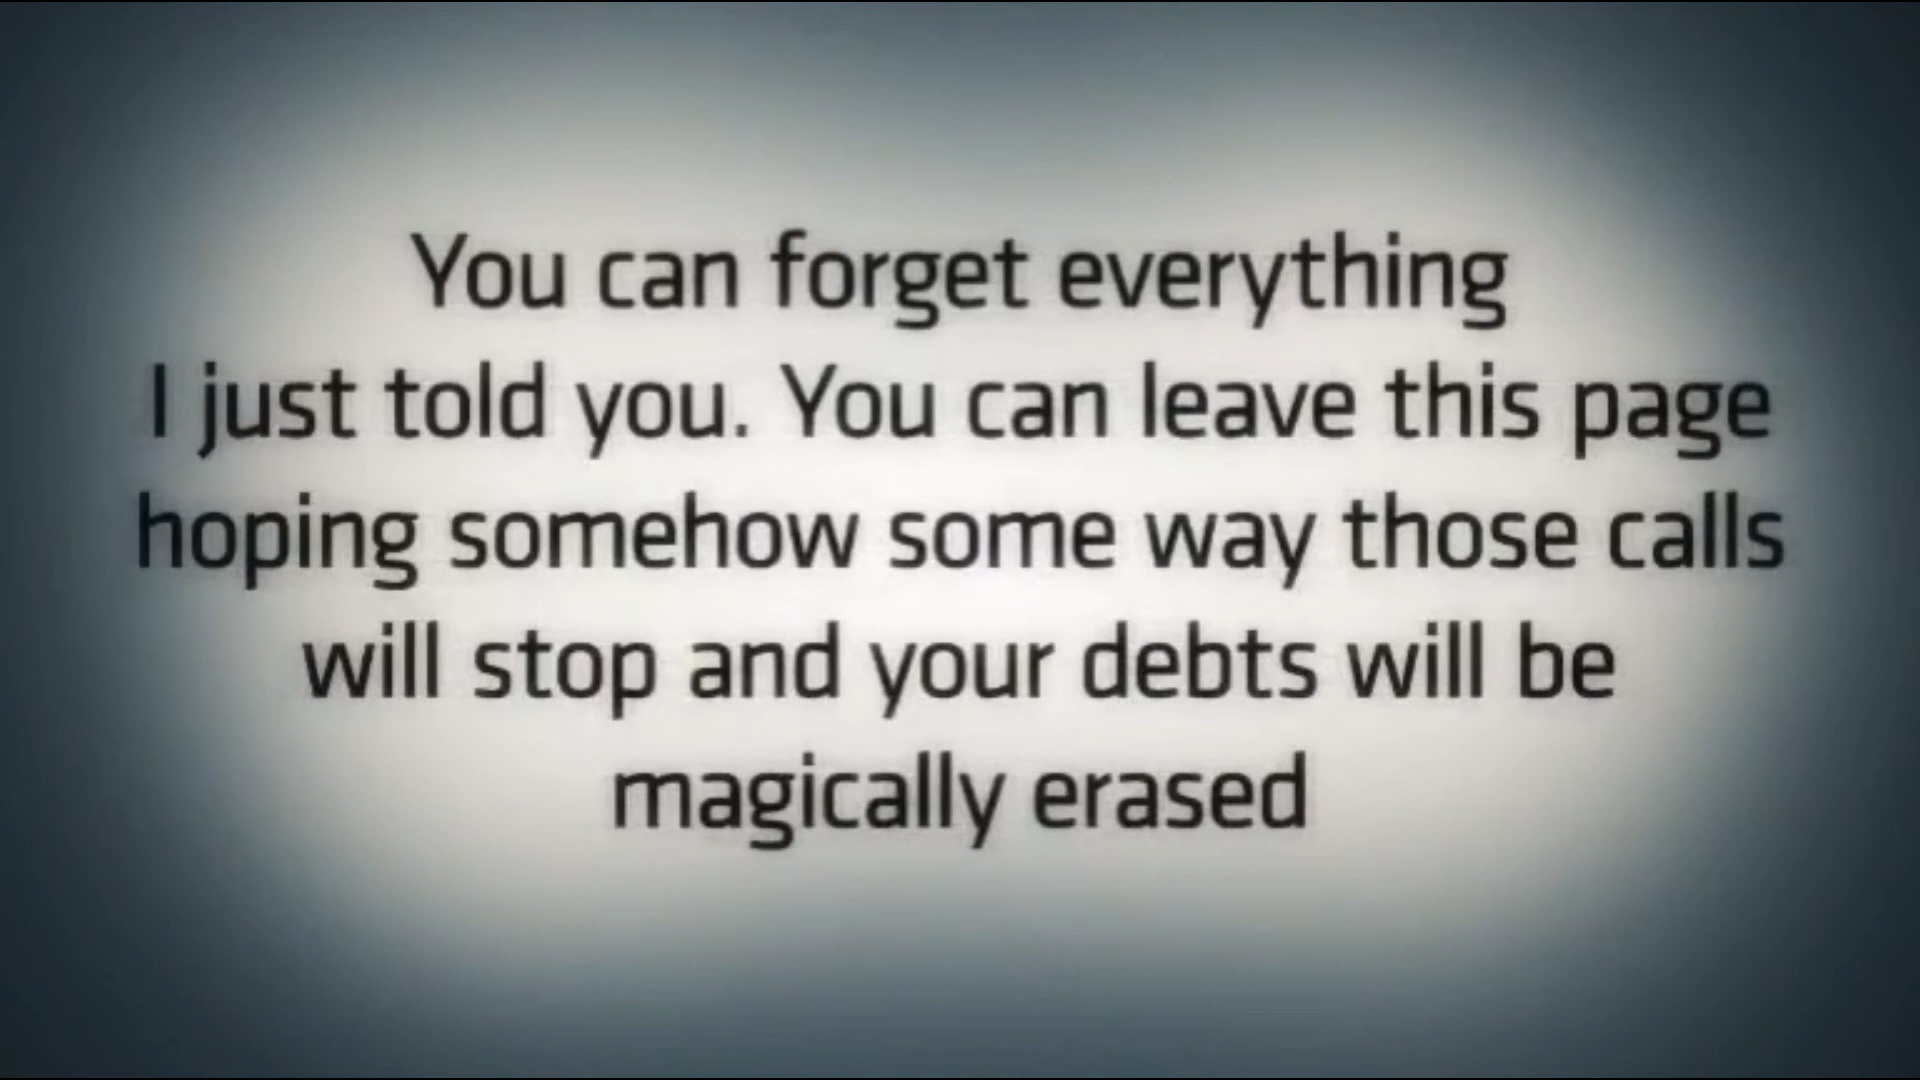 You can forget everything
I just told you. You can leave this page
hoping somehow some way those calls
will stop and your debts will be
magically erased